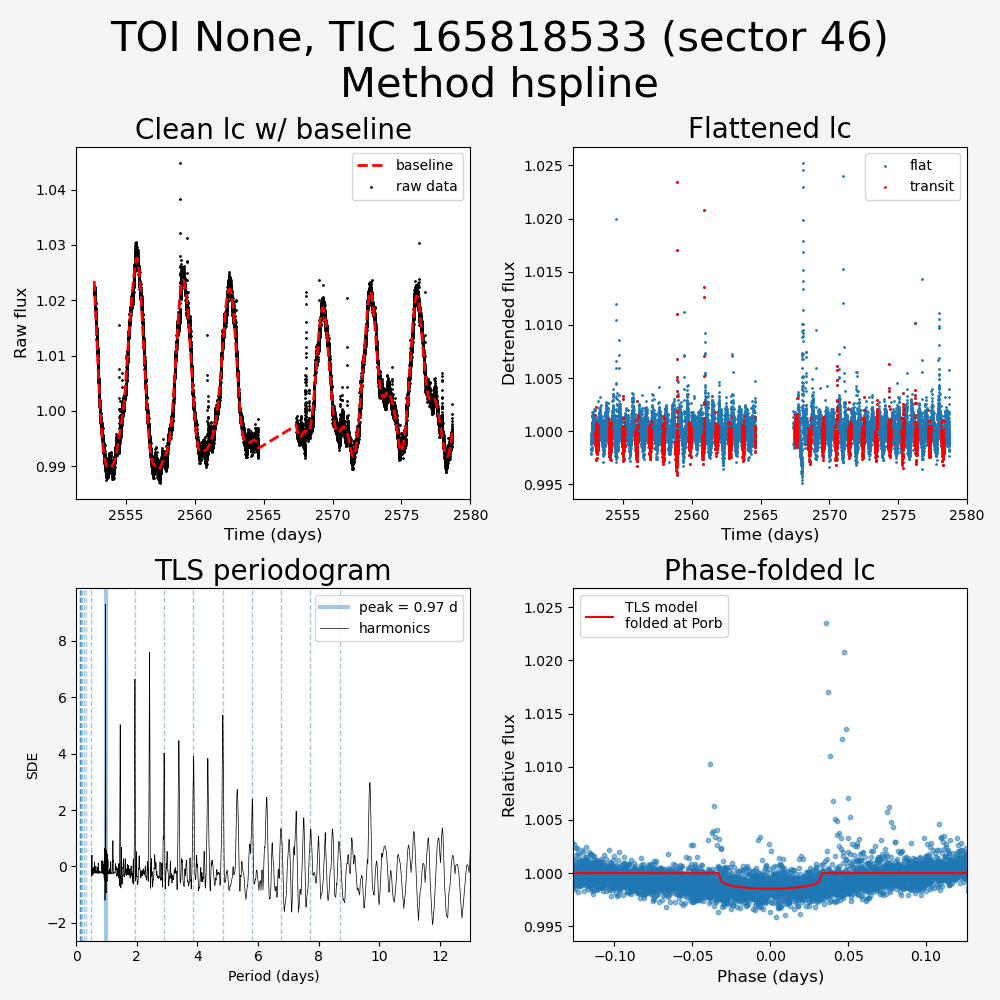 TOI None, TIC 165818533 (sector 46)
Method hspline
Clean lc w/ baseline
baseline
raw data
1.04
1.03
1.02
1.01
1.00
0.99
Raw flux
2555
2560
2565
2570
2575
2580
Time (days)
Flattened lc
flat
transit
1.025
1.020
1.015
1.010
1.005
1.000
0.995
Detrended flux
2555
2560
2565
2570
2575
2580
Time (days)
TLS periodogram
peak = 0.97 d
harmonics
8
6
4
2
0
−2
SDE
0
2
4
6
8
10
12
Period (days)
Phase-folded lc
TLS model
folded at Porb
1.025
1.020
1.015
1.010
1.005
1.000
0.995
Relative flux
−0.10
−0.05
0.00
0.05
0.10
Phase (days)